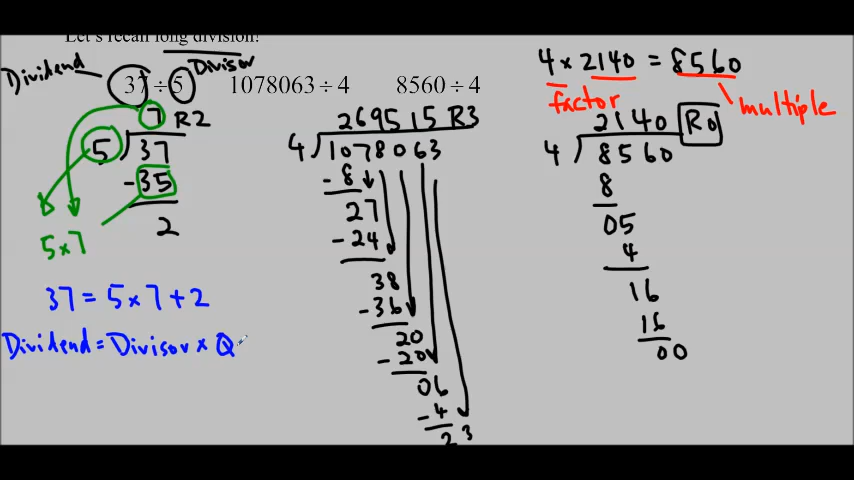 Let's recall long division!
Dividend
Divisor
37 ÷ 5
1078063 ÷ 4
8560 ÷ 4
4 × 2140 = 8560
factor
multiple
7 R2
5 37
-35
2
5×7
37 = 5 × 7 + 2
Dividend = Divisor × Q
269515 R3
4 1078063
- 8
27
- 24
38
- 36
20
- 20
06
- 4
23
2140 R0
4 8560
8
05
4
16
16
00